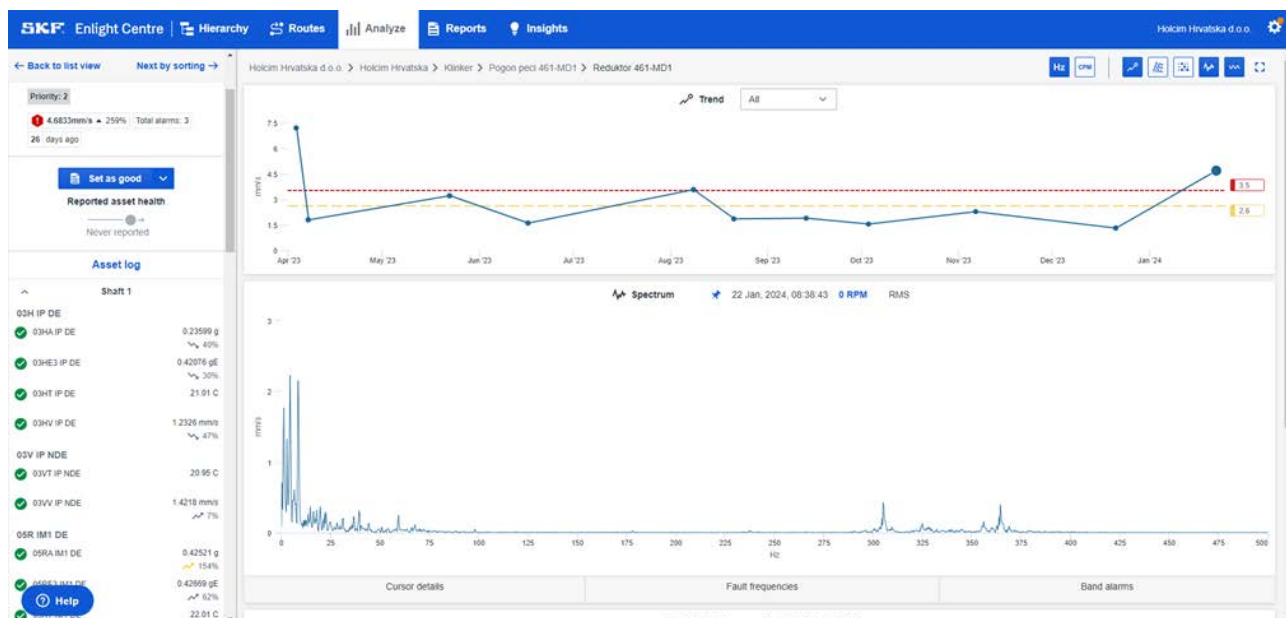 SKF. Enlight Centre Hierarchy Routes Analyze Reports Insights Holcim Hrvatska d.o.o.
← Back to list view Next by sorting →
Holcim Hrvatska d.o.o. > Holcim Hrvatska > Klinker > Pogon peci 461-MD1 > Reduktor 461-MD1
Hz CPM
Priority: 2
4.6833mm/s ▲ 259% Total alarms: 3
26 days ago
Set as good
Reported asset health
Never reported
Asset log
Shaft 1
03H IP DE
03HA IP DE 0.23599 g
40%
03HE3 IP DE 0.42076 gE
30%
03HT IP DE 21.01 C
03HV IP DE 1.2326 mm/s
47%
03V IP NDE
03VT IP NDE 20.95 C
03VV IP NDE 1.4218 mm/s
7%
05R IM1 DE
05RA IM1 DE 0.42521 g
154%
05RE3 IM1 DE 0.42669 gE
62%
22.01 C
Help
Trend All
7.5
6
4.5
3
1.5
0
mm/s
3.5
2.6
Apr '23 May '23 Jun '23 Jul '23 Aug '23 Sep '23 Oct '23 Nov '23 Dec '23 Jan '24
Spectrum 22 Jan, 2024, 08:38:43 0 RPM RMS
3
2
1
0
mm/s
0 25 50 75 100 125 150 175 200 225 250 275 300 325 350 375 400 425 450 475 500
Hz
Cursor details Fault frequencies Band alarms